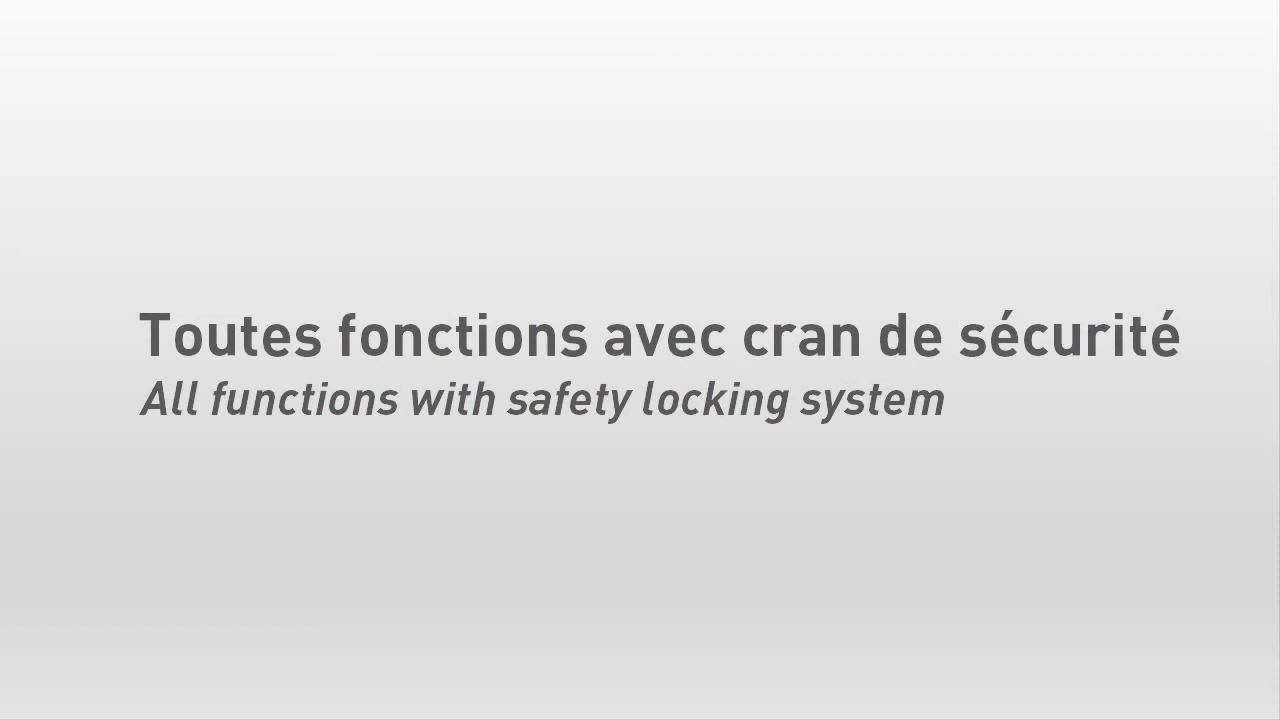 Toutes fonctions avec cran de sécurité
All functions with safety locking system